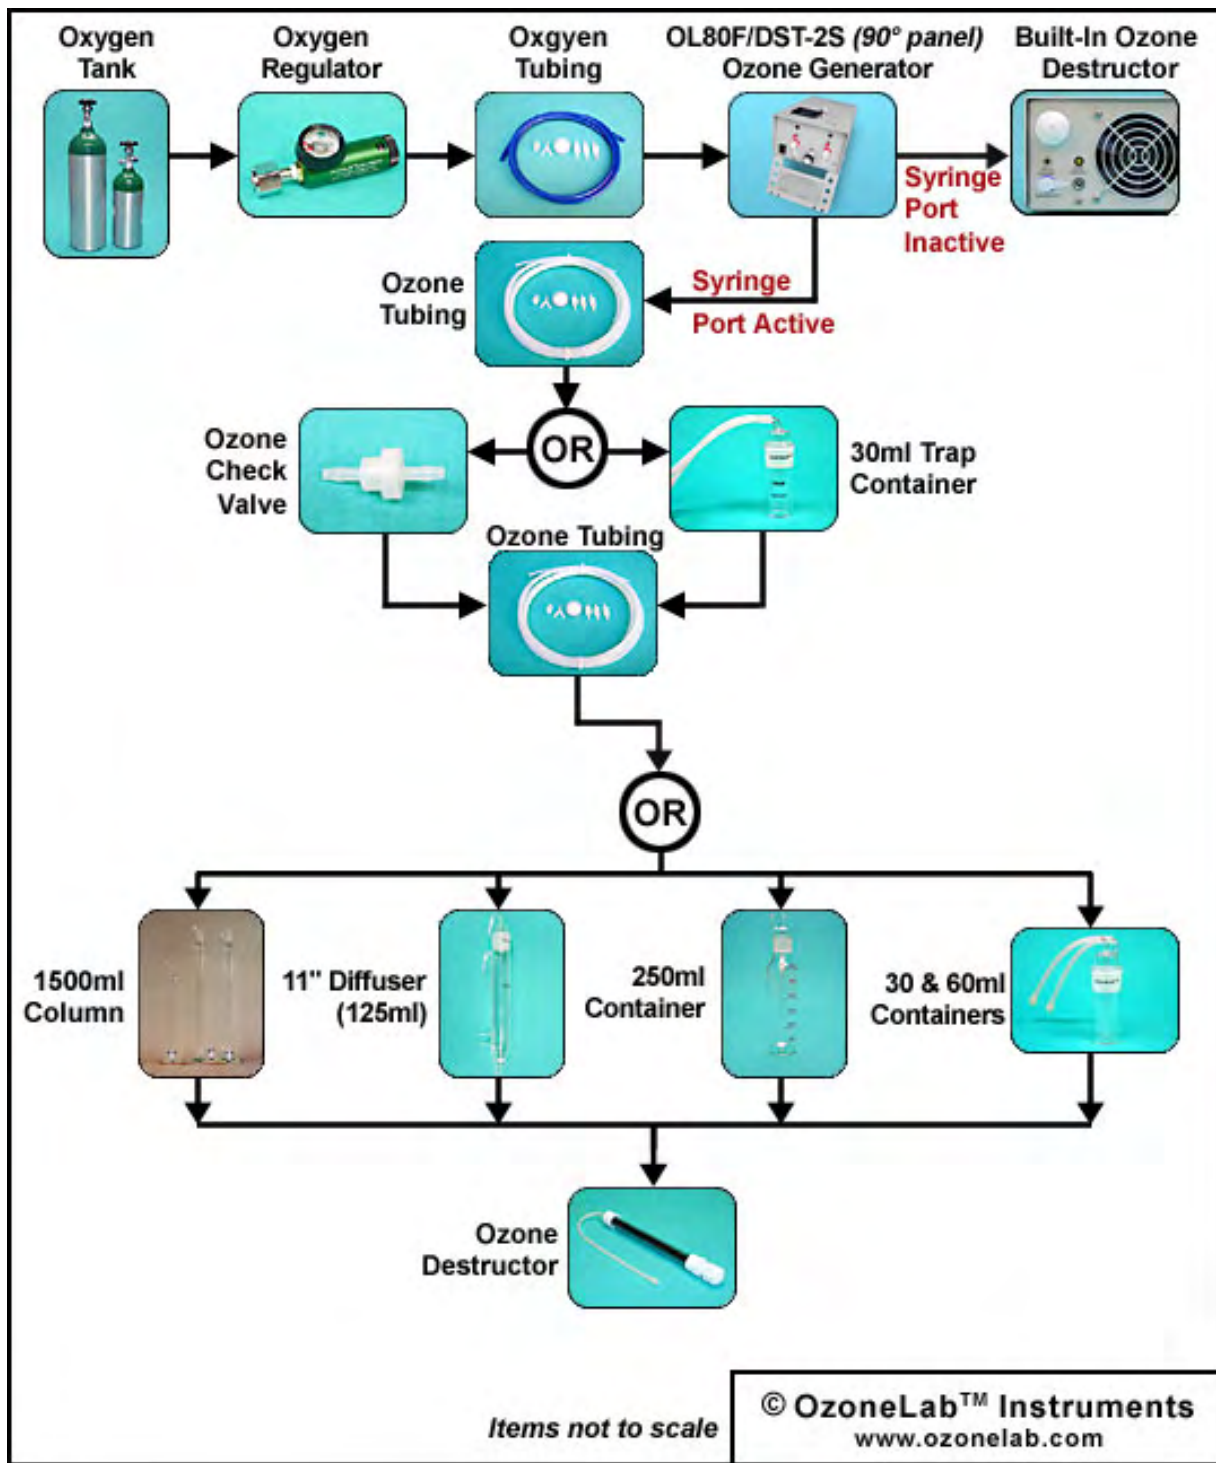 Oxygen
Tank
Oxygen
Regulator
Oxgyen
Tubing
OL80F/DST-2S (90° panel)
Ozone Generator
Built-In Ozone
Destructor
Syringe
Port
Inactive
Ozone
Tubing
Syringe
Port Active
Ozone
Check
Valve
OR
30ml Trap
Container
Ozone Tubing
OR
1500ml
Column
11" Diffuser
(125ml)
250ml
Container
30 & 60ml
Containers
Ozone
Destructor
Items not to scale
© OzoneLab™ Instruments
www.ozonelab.com